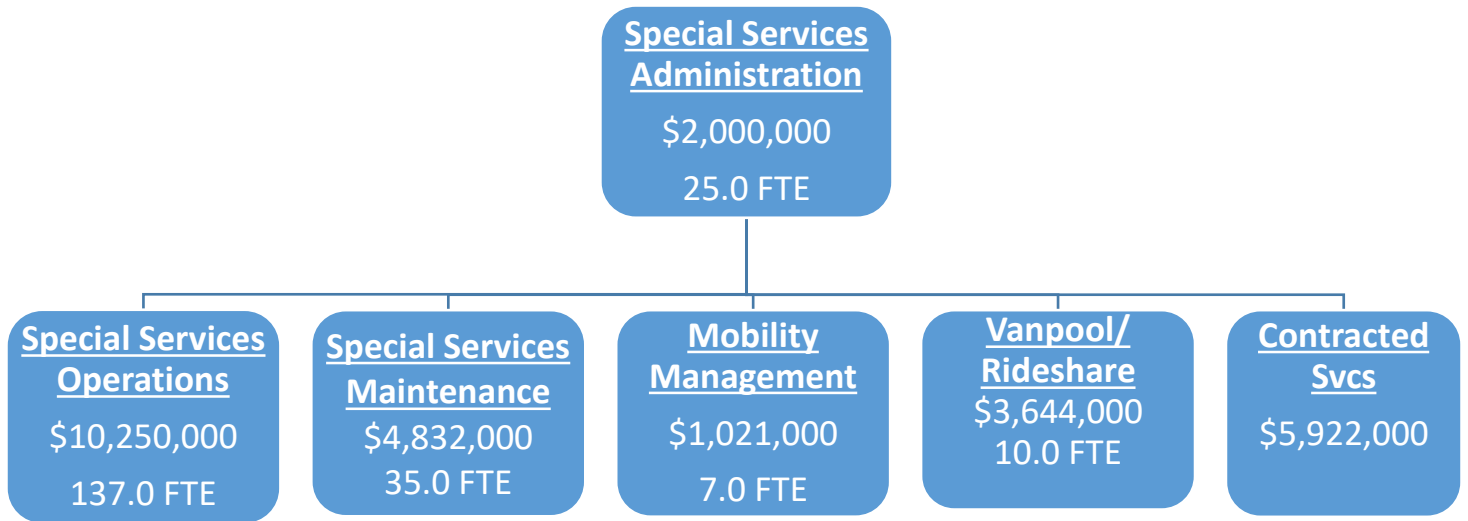 Special Services
Administration
$2,000,000
25.0 FTE
Special Services
Operations
$10,250,000
137.0 FTE
Special Services
Maintenance
$4,832,000
35.0 FTE
Mobility
Management
$1,021,000
7.0 FTE
Vanpool/
Rideshare
$3,644,000
10.0 FTE
Contracted
Svcs
$5,922,000